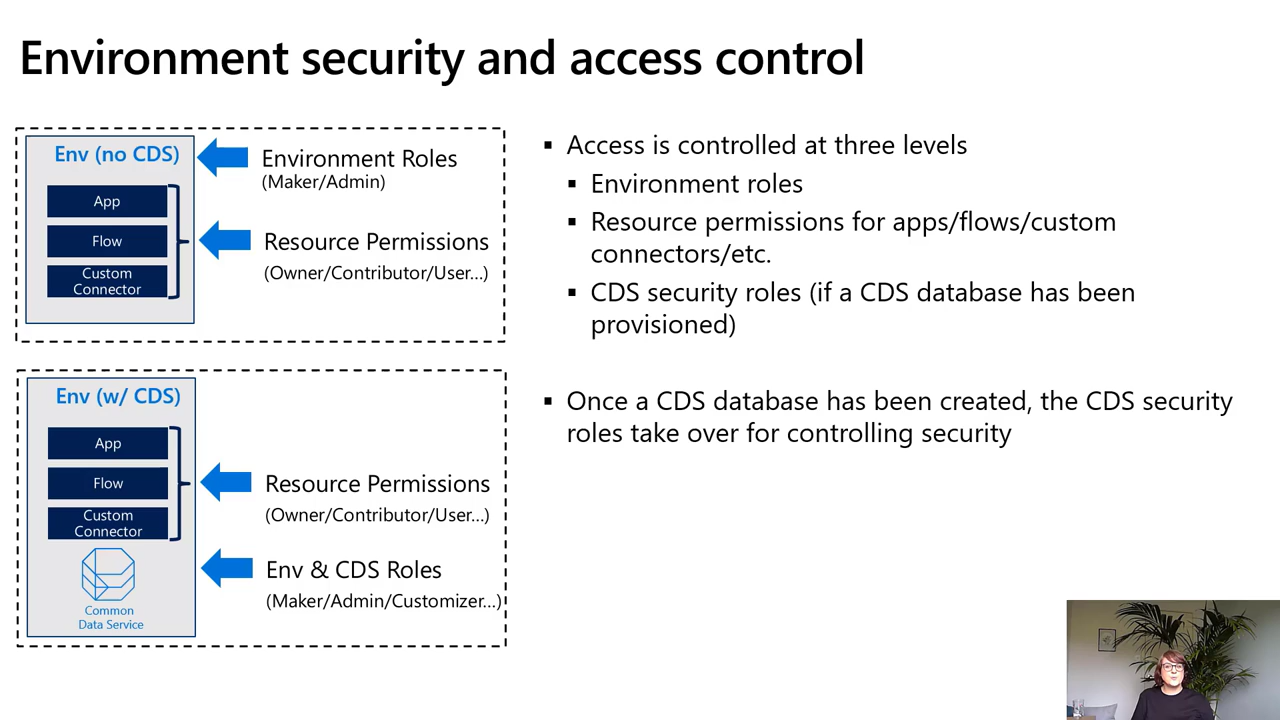 Environment security and access control
Env (no CDS)
App
Flow
Custom
Connector
Environment Roles
(Maker/Admin)
Resource Permissions
(Owner/Contributor/User...)
Env (w/ CDS)
App
Flow
Custom
Connector
Common
Data Service
Resource Permissions
(Owner/Contributor/User...)
Env & CDS Roles
(Maker/Admin/Customizer...)
▪ Access is controlled at three levels
▪ Environment roles
▪ Resource permissions for apps/flows/custom
connectors/etc.
▪ CDS security roles (if a CDS database has been
provisioned)
▪ Once a CDS database has been created, the CDS security
roles take over for controlling security